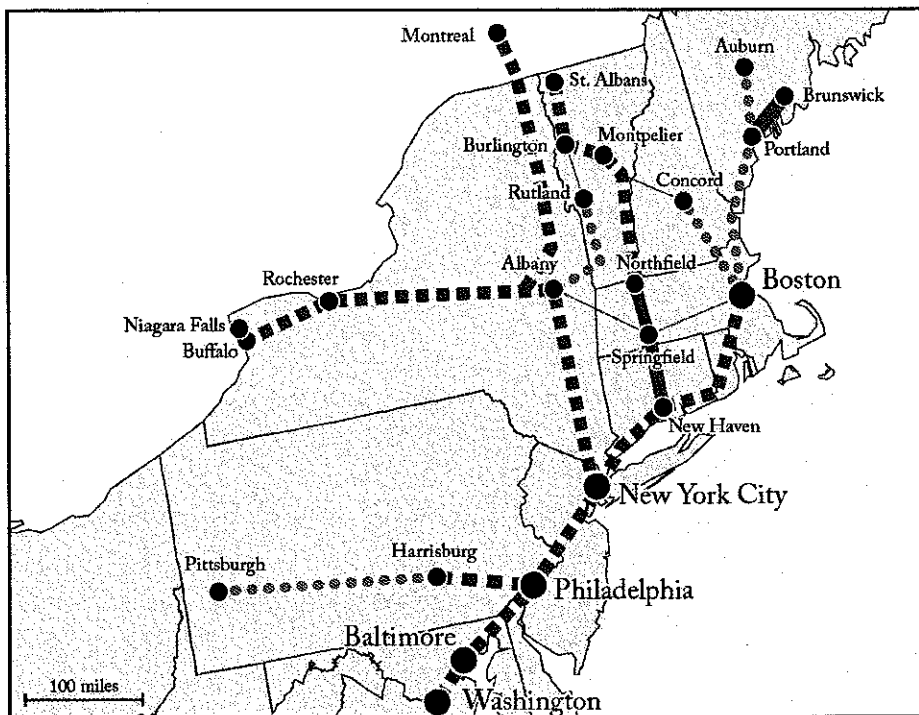 Montreal
Auburn
St. Albans
Brunswick
Burlington
Montpelier
Portland
Rutland
Concord
Albany
Northfield
Rochester
Boston
Niagara Falls
Buffalo
Springfield
New Haven
New York City
Harrisburg
Pittsburgh
Philadelphia
Baltimore
100 miles
Washington